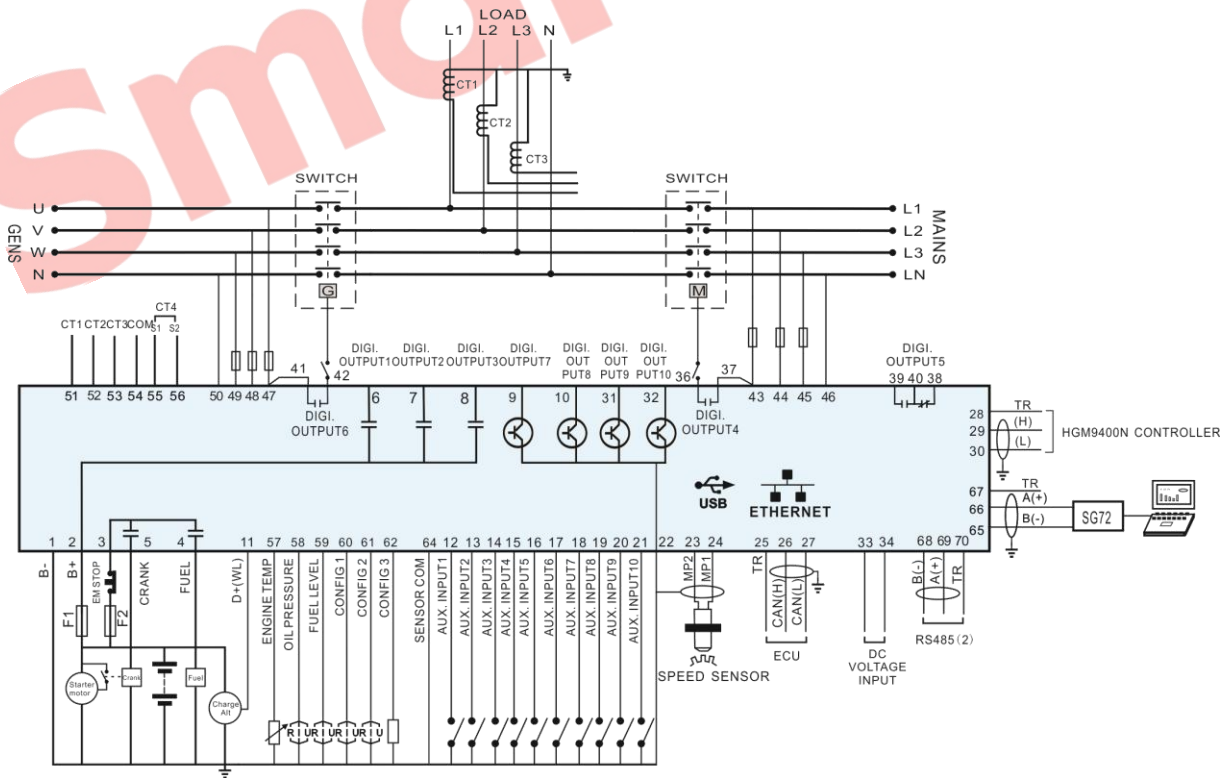 Smar
LOAD
L1 L2 L3 N
CT1
CT2
CT3
SWITCH SWITCH
GENS
U
V
W
N
L1
L2
L3
LN
MAINS
G M
CT4
CT1 CT2 CT3 COM S1 S2
41 42
DIGI. OUTPUT1
DIGI. OUTPUT2
DIGI. OUTPUT3
DIGI. OUTPUT7
DIGI. OUT PUT8
DIGI. OUT PUT9
DIGI. OUT PUT10
36 37
DIGI. OUTPUT5
39 40 38
51 52 53 54 55 56 50 49 48 47
6 7 8 9 10 31 32
43 44 45 46
DIGI. OUTPUT6
DIGI. OUTPUT4
28 TR
29 (H)
30 (L)
HGM9400N CONTROLLER
67 TR
66 A(+)
65 B(-)
SG72
USB
ETHERNET
1 2 3 5 4 11 57 58 59 60 61 62 64 12 13 14 15 16 17 18 19 20 21 22 23 24 25 26 27 33 34 68 69 70
B-
B+
EM STOP
CRANK
FUEL
D+(WL)
ENGINE TEMP
OIL PRESSURE
FUEL LEVEL
CONFIG 1
CONFIG 2
CONFIG 3
SENSOR COM
AUX. INPUT1
AUX. INPUT2
AUX. INPUT3
AUX. INPUT4
AUX. INPUT5
AUX. INPUT6
AUX. INPUT7
AUX. INPUT8
AUX. INPUT9
AUX. INPUT10
MP2
MP1
TR
CAN(H)
CAN(L)
B(-)
A(+)
TR
F1
F2
SPEED SENSOR
ECU
DC
VOLTAGE
INPUT
RS485(2)
Starter
motor
Crank
Fuel
Charge
Alt
R I U R I U R I U R I U